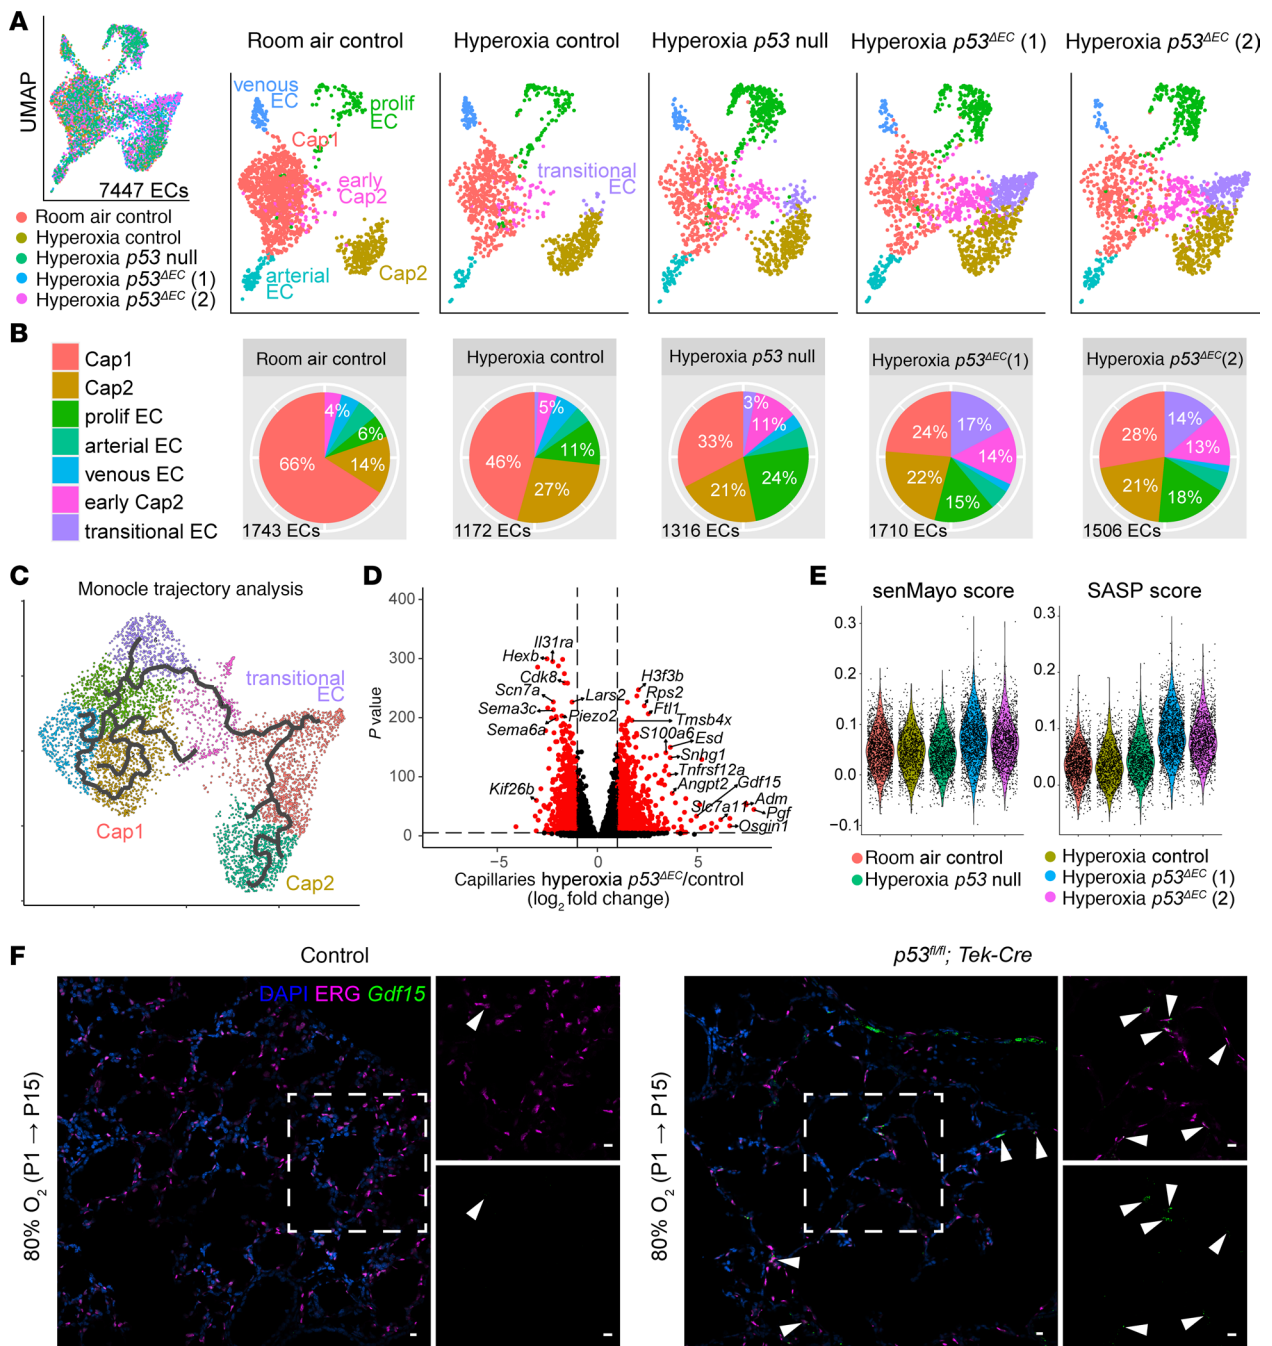 A
UMAP
7447 ECs
Room air control
Hyperoxia control
Hyperoxia p53 null
Hyperoxia p53ΔEC (1)
Hyperoxia p53ΔEC (2)
Room air control
Hyperoxia control
Hyperoxia p53 null
Hyperoxia p53ΔEC (1)
Hyperoxia p53ΔEC (2)
venous
EC
prolif
EC
Cap1
early
Cap2
arterial
EC
Cap2
transitional
EC
B
Cap1
Cap2
prolif EC
arterial EC
venous EC
early Cap2
transitional EC
Room air control
4%
6%
14%
66%
1743 ECs
Hyperoxia control
5%
11%
27%
46%
1172 ECs
Hyperoxia p53 null
3%
11%
24%
21%
33%
1316 ECs
Hyperoxia p53ΔEC(1)
17%
14%
15%
22%
24%
1710 ECs
Hyperoxia p53ΔEC(2)
14%
13%
18%
21%
28%
1506 ECs
C
Monocle trajectory analysis
transitional
EC
Cap1
Cap2
D
P value
400
300
200
100
0
−5
0
5
Il31ra
Hexb
Cdk8
Scn7a
Sema3c
Sema6a
Lars2
Piezo2
Kif26b
H3f3b
Rps2
Ftl1
Tmsb4x
S100a6
Esd
Snhg1
Tnfrsf12a
Angpt2
Gdf15
Slc7a11
Adm
Pgf
Osgin1
Capillaries hyperoxia p53ΔEC/control
(log2 fold change)
E
senMayo score
0.3
0.2
0.1
0.0
−0.1
SASP score
0.3
0.2
0.1
0.0
Room air control
Hyperoxia p53 null
Hyperoxia control
Hyperoxia p53ΔEC (1)
Hyperoxia p53ΔEC (2)
F
Control
p53fl/fl; Tek-Cre
80% O2 (P1 → P15)
DAPI ERG Gdf15
80% O2 (P1 → P15)